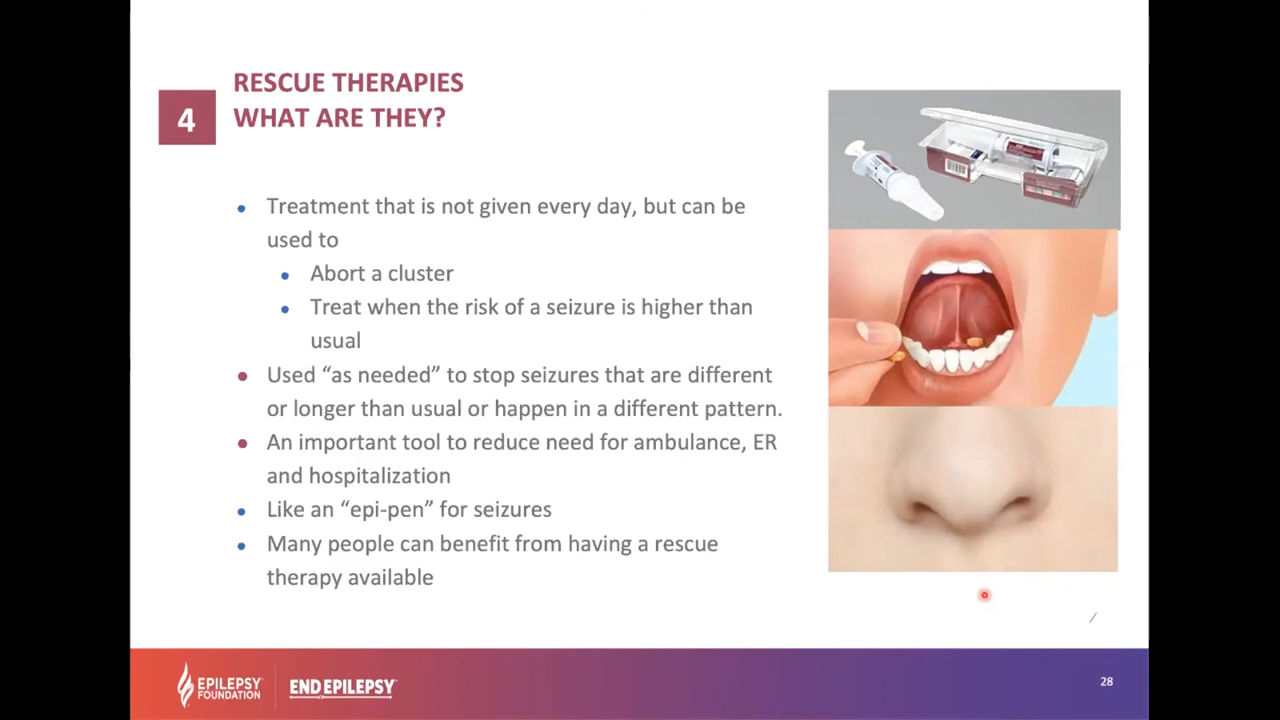 4
RESCUE THERAPIES
WHAT ARE THEY?
• Treatment that is not given every day, but can be
used to
• Abort a cluster
• Treat when the risk of a seizure is higher than
usual
• Used “as needed” to stop seizures that are different
or longer than usual or happen in a different pattern.
• An important tool to reduce need for ambulance, ER
and hospitalization
• Like an “epi-pen” for seizures
• Many people can benefit from having a rescue
therapy available
/
EPILEPSY
FOUNDATION
END EPILEPSY
28